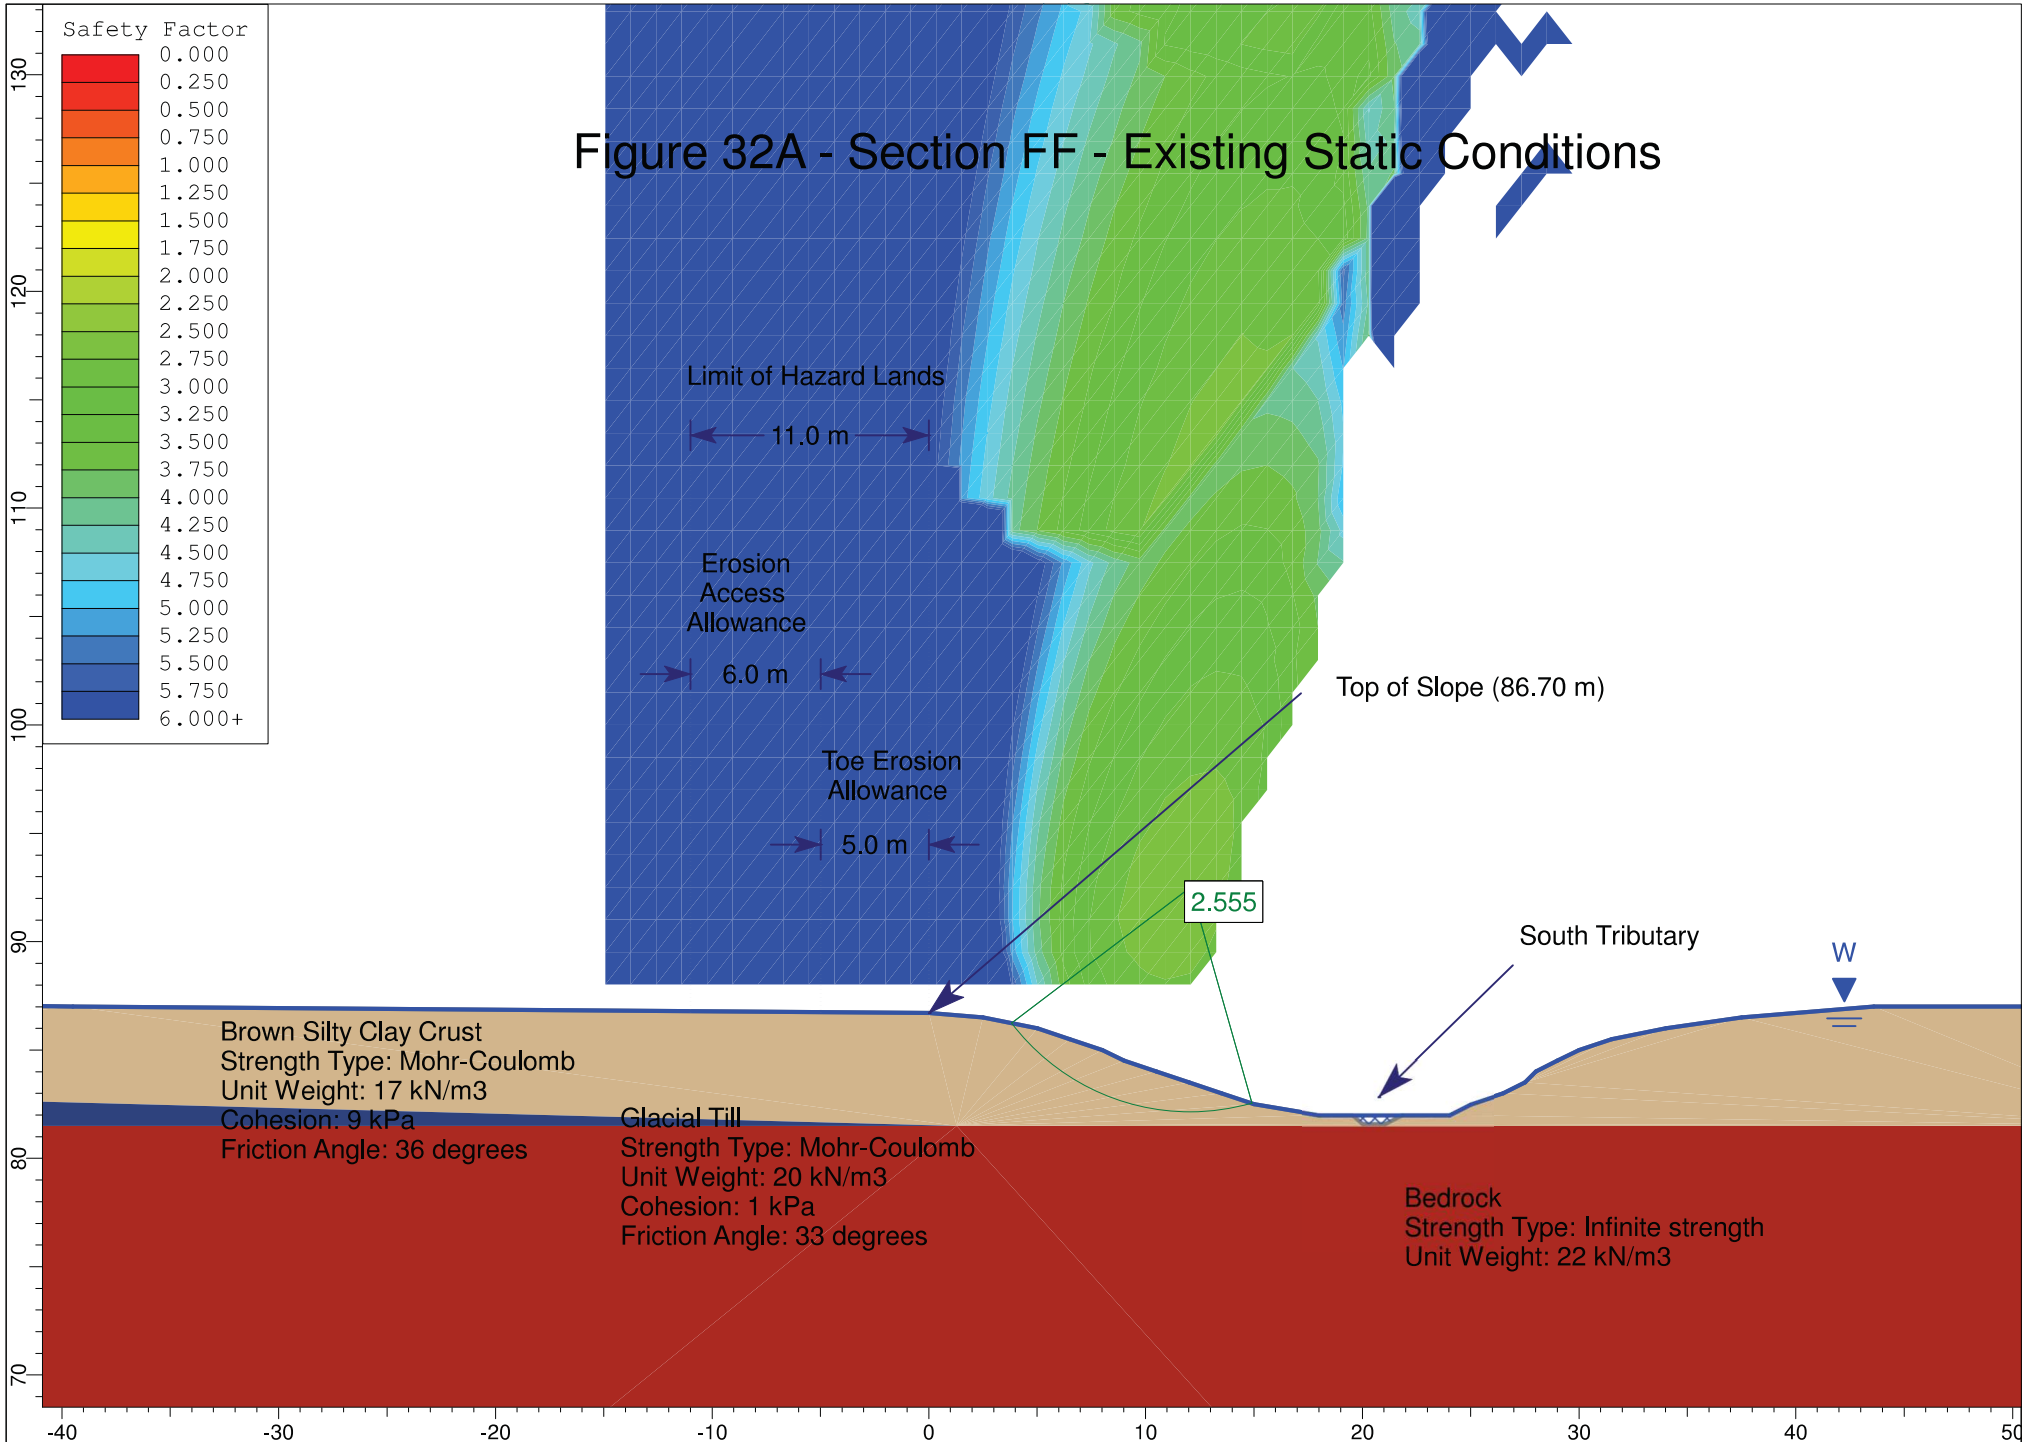 Safety Factor
0.000
0.250
0.500
0.750
1.000
1.250
1.500
1.750
2.000
2.250
2.500
2.750
3.000
3.250
3.500
3.750
4.000
4.250
4.500
4.750
5.000
5.250
5.500
5.750
6.000+
Figure 32A - Section FF - Existing Static Conditions
Limit of Hazard Lands
11.0 m
Erosion
Access
Allowance
6.0 m
Top of Slope (86.70 m)
Toe Erosion
Allowance
5.0 m
2.555
South Tributary
W
Brown Silty Clay Crust
Strength Type: Mohr-Coulomb
Unit Weight: 17 kN/m3
Cohesion: 9 kPa
Friction Angle: 36 degrees
Glacial Till
Strength Type: Mohr-Coulomb
Unit Weight: 20 kN/m3
Cohesion: 1 kPa
Friction Angle: 33 degrees
Bedrock
Strength Type: Infinite strength
Unit Weight: 22 kN/m3
130
120
110
100
90
80
70
-40 -30 -20 -10 0 10 20 30 40 50